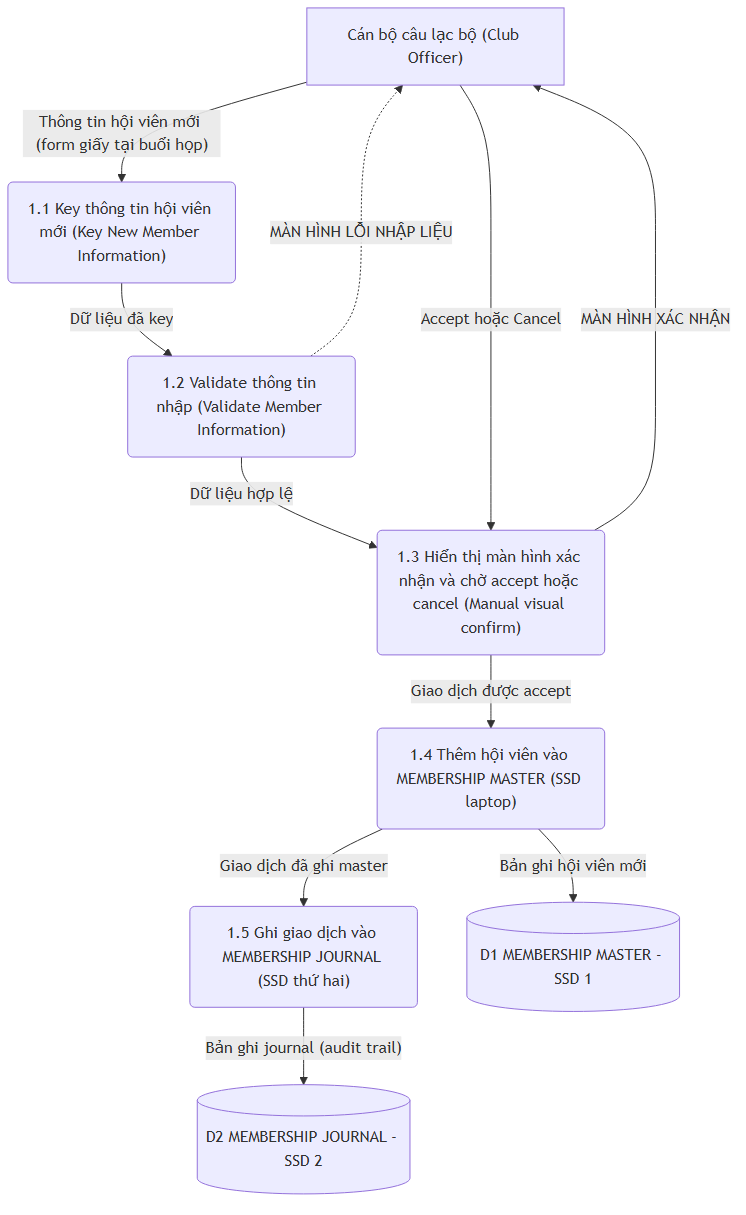 Cán bộ câu lạc bộ (Club
Officer)
Thông tin hội viên mới
(form giấy tại buổi họp)
1.1 Key thông tin hội viên
mới (Key New Member
Information)
MÀN HÌNH LỖI NHẬP LIỆU
Dữ liệu đã key
Accept hoặc Cancel
MÀN HÌNH XÁC NHẬN
1.2 Validate thông tin
nhập (Validate Member
Information)
Dữ liệu hợp lệ
1.3 Hiển thị màn hình xác
nhận và chờ accept hoặc
cancel (Manual visual
confirm)
Giao dịch được accept
1.4 Thêm hội viên vào
MEMBERSHIP MASTER (SSD
laptop)
Giao dịch đã ghi master
Bản ghi hội viên mới
1.5 Ghi giao dịch vào
MEMBERSHIP JOURNAL
(SSD thứ hai)
D1 MEMBERSHIP MASTER -
SSD 1
Bản ghi journal (audit trail)
D2 MEMBERSHIP JOURNAL -
SSD 2